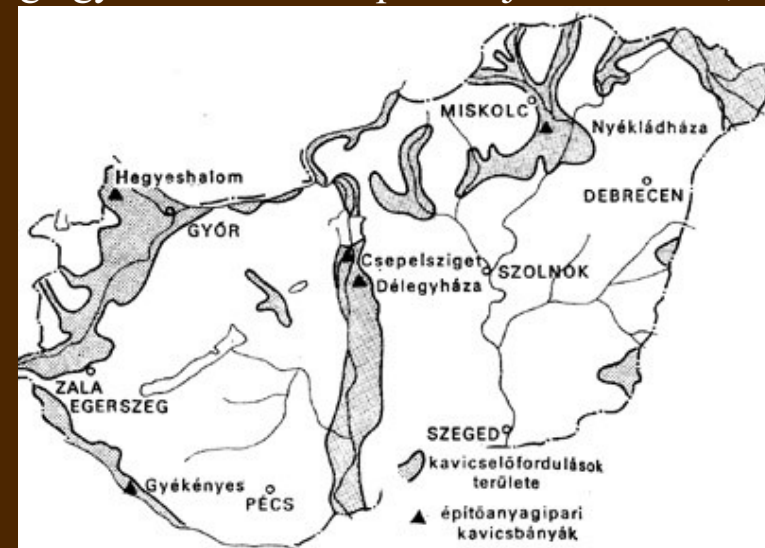 MISKOLC
Nyékládháza
Hegyeshalom
DEBRECEN
GYŐR
Csepelsziget
SZOLNOK
Délegyháza
ZALA
EGERSZEG
SZEGED
kavicselőfordulások
területe
Gyékényes
PÉCS
építőanyagipari
kavicsbányák